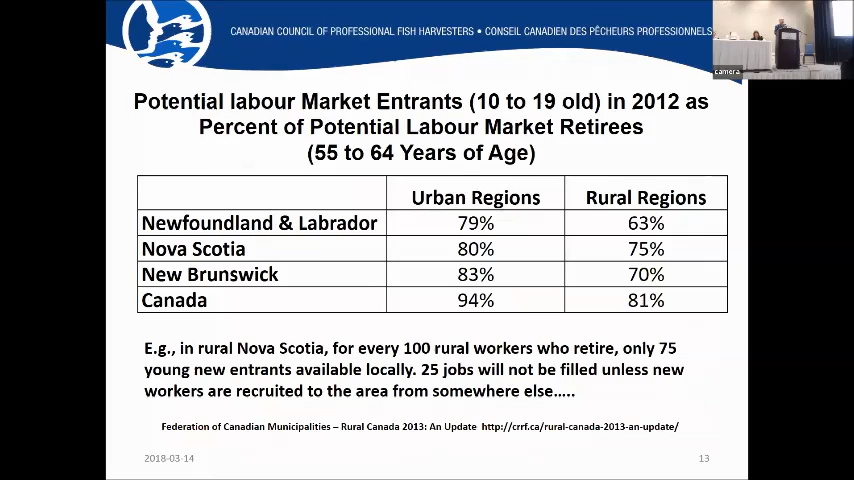 CANADIAN COUNCIL OF PROFESSIONAL FISH HARVESTERS • CONSEIL CANADIEN DES PÊCHEURS PROFESSIONNELS
camera
Potential labour Market Entrants (10 to 19 old) in 2012 as
Percent of Potential Labour Market Retirees
(55 to 64 Years of Age)
Urban Regions Rural Regions
Newfoundland & Labrador 79% 63%
Nova Scotia 80% 75%
New Brunswick 83% 70%
Canada 94% 81%
E.g., in rural Nova Scotia, for every 100 rural workers who retire, only 75
young new entrants available locally. 25 jobs will not be filled unless new
workers are recruited to the area from somewhere else…..
Federation of Canadian Municipalities – Rural Canada 2013: An Update http://crrf.ca/rural-canada-2013-an-update/
2018-03-14 13